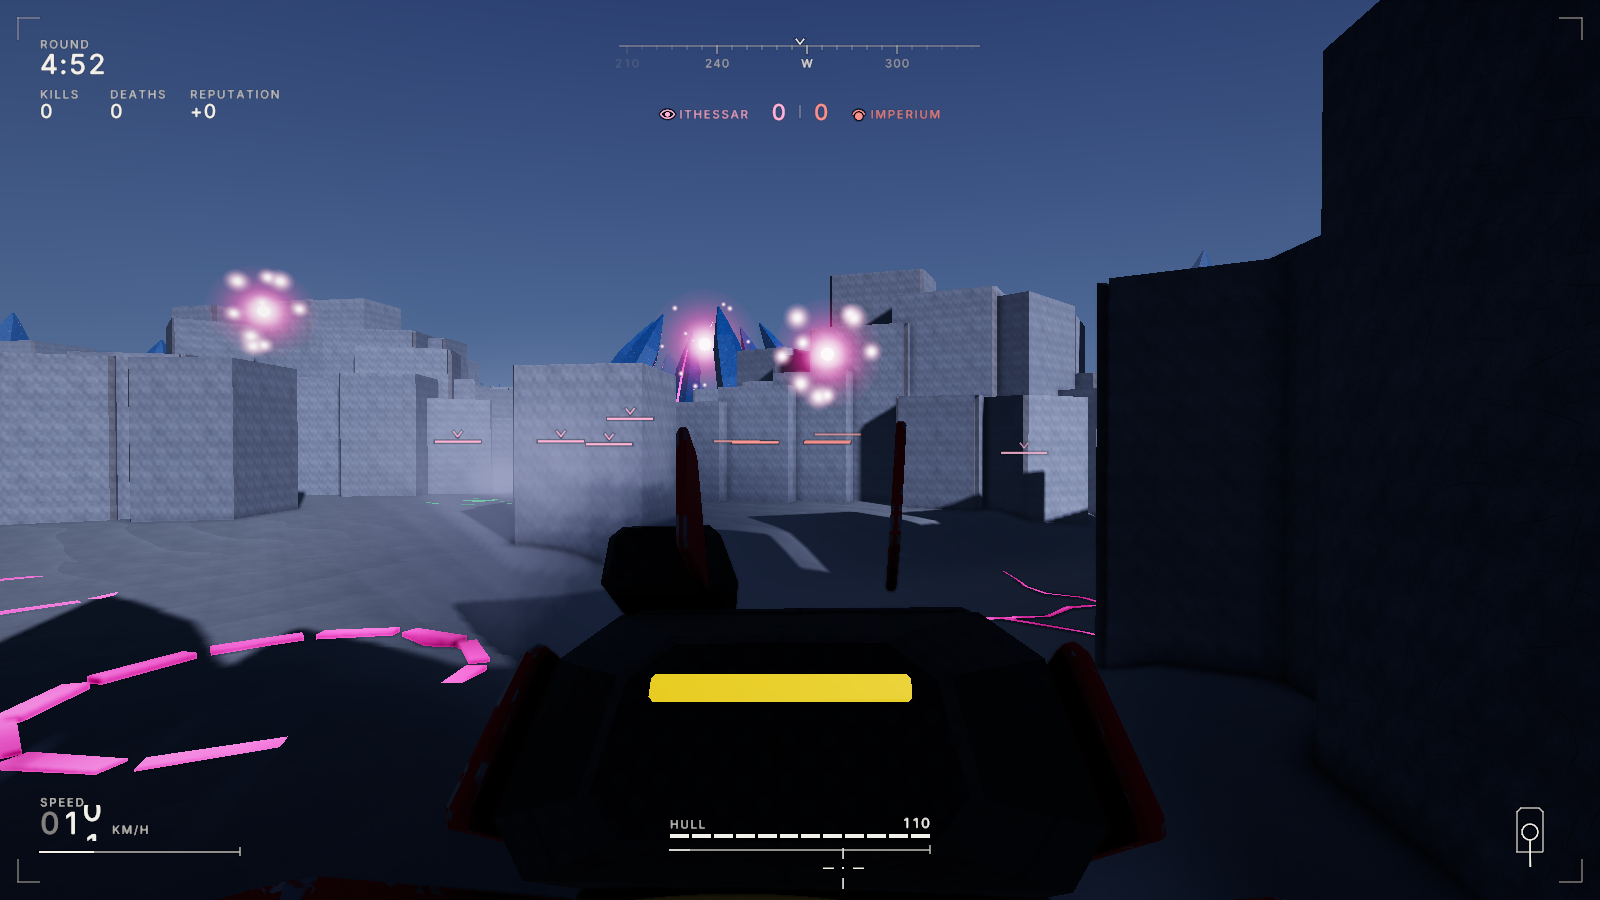 ROUND
4:52
KILLS DEATHS REPUTATION
0 0 +0
210 240 W 300
ITHESSAR 0 | 0 IMPERIUM
SPEED
KM/H
HULL 110